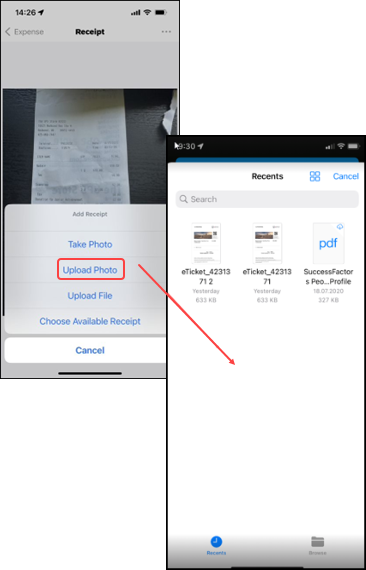 14:26
Expense
Receipt
Add Receipt
Take Photo
Upload Photo
Upload File
Choose Available Receipt
Cancel
9:30
Recents
Cancel
Search
eTicket_42313
71 2
Yesterday
633 KB
eTicket_42313
71
Yesterday
633 KB
pdf
SuccessFactor
s Peo...Profile
18.07.2020
327 KB
Recents
Browse